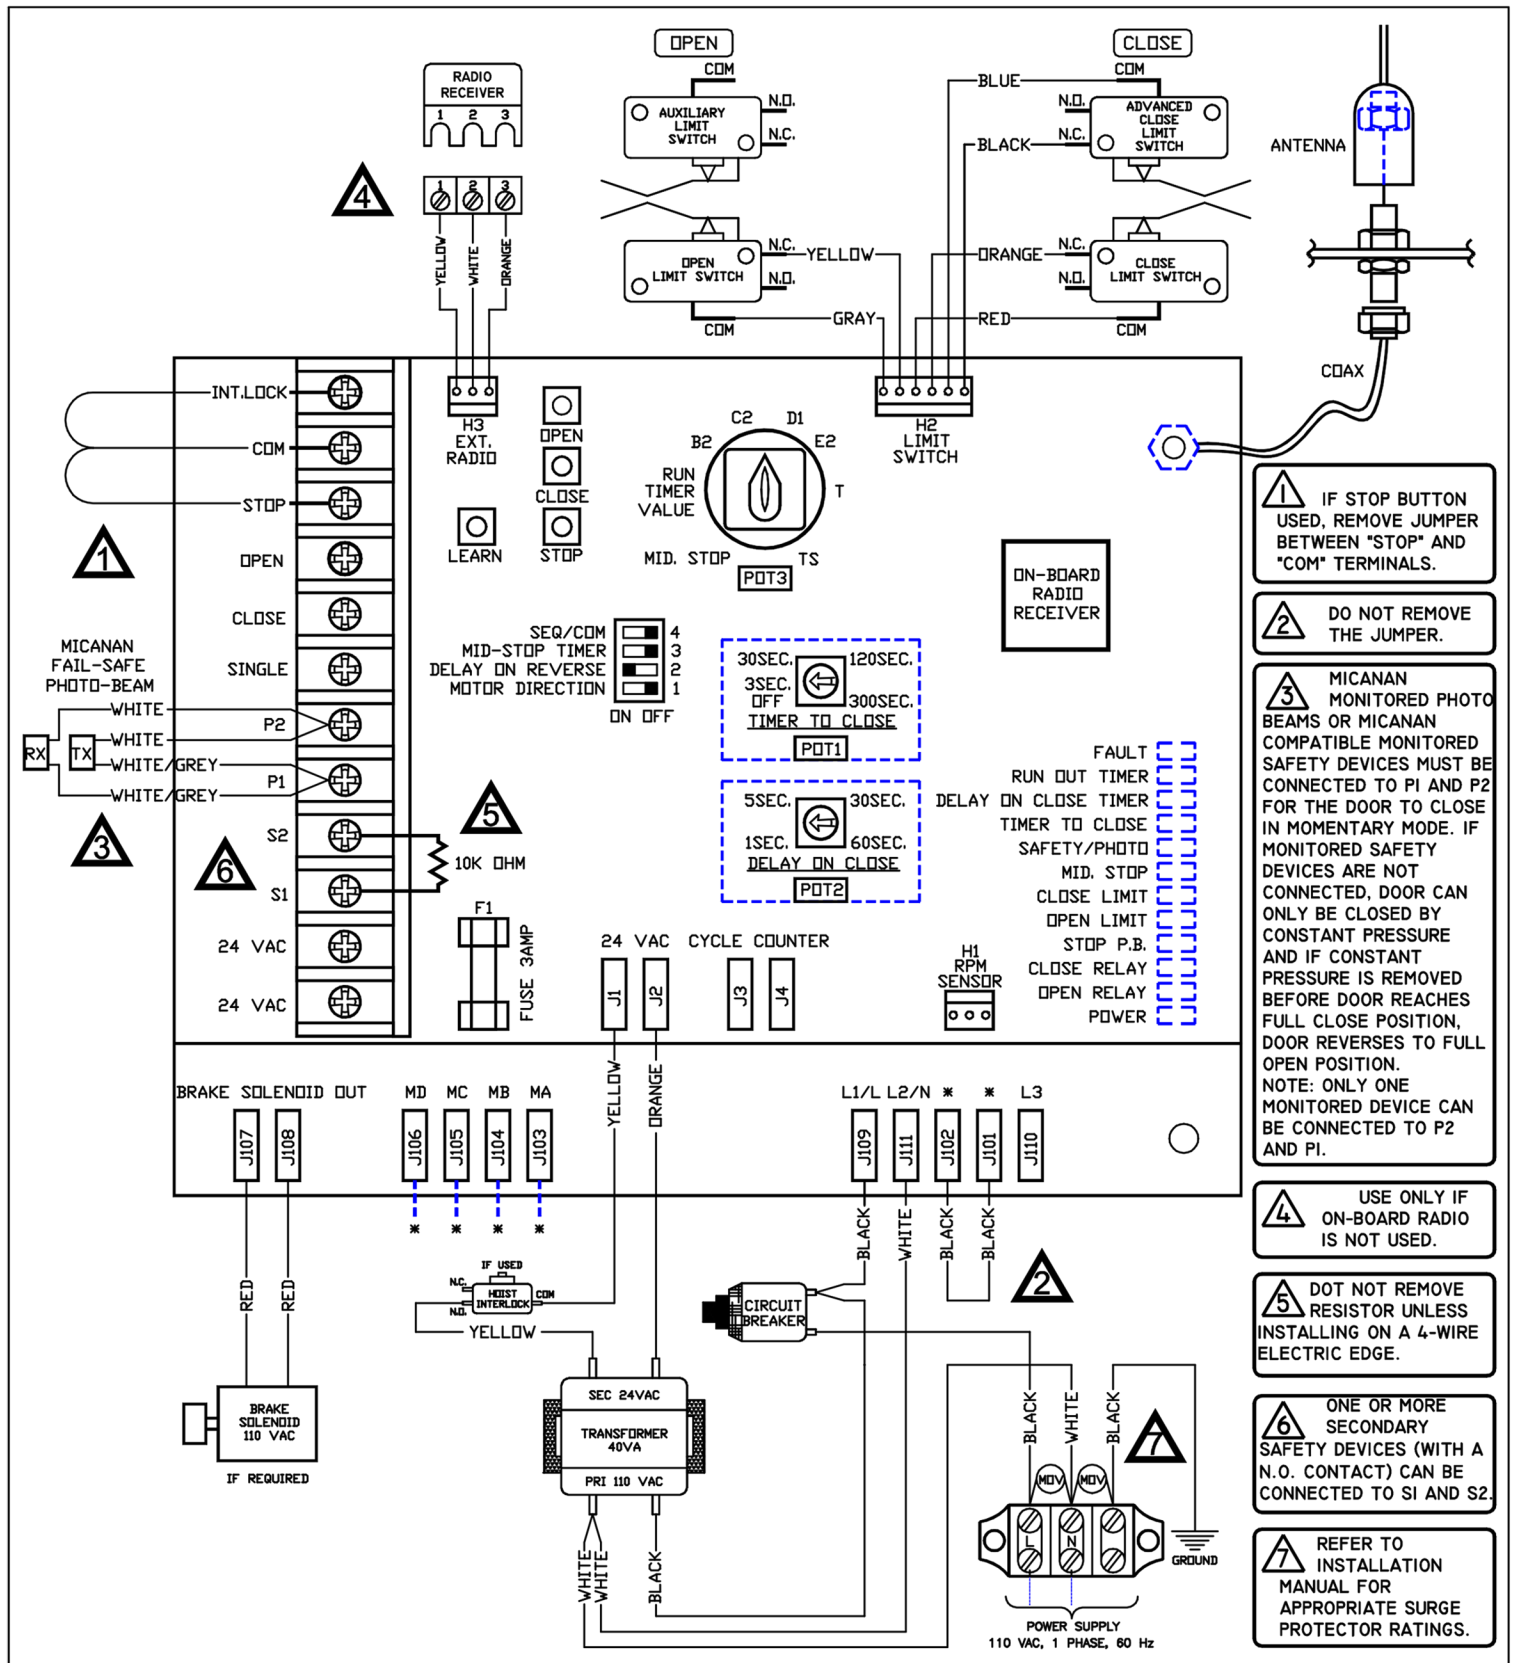 OPEN
CLOSE
COM
COM
RADIO
RECEIVER
1 2 3
N.O.
N.C.
AUXILIARY
LIMIT
SWITCH
BLUE
BLACK
N.O.
N.C.
ADVANCED
CLOSE
LIMIT
SWITCH
ANTENNA
4
1 2 3
YELLOW
WHITE
ORANGE
OPEN
LIMIT SWITCH
N.C.
N.O.
YELLOW
ORANGE
N.C.
N.O.
CLOSE
LIMIT SWITCH
COM
GRAY
RED
COM
COAX
INT.LOCK
COM
STOP
OPEN
CLOSE
SINGLE
P2
P1
S2
S1
24 VAC
24 VAC
1
MICANAN
FAIL-SAFE
PHOTO-BEAM
WHITE
WHITE
WHITE/GREY
WHITE/GREY
RX
TX
3
6
5
10K OHM
H3
EXT.
RADIO
OPEN
CLOSE
LEARN
STOP
B2
C2
D1
E2
T
TS
RUN
TIMER
VALUE
MID. STOP
POT3
H2
LIMIT
SWITCH
ON-BOARD
RADIO
RECEIVER
SEQ/COM 4
MID-STOP TIMER 3
DELAY ON REVERSE 2
MOTOR DIRECTION 1
ON OFF
30SEC. 120SEC.
3SEC.
OFF 300SEC.
TIMER TO CLOSE
POT1
5SEC. 30SEC.
1SEC. 60SEC.
DELAY ON CLOSE
POT2
FAULT
RUN OUT TIMER
DELAY ON CLOSE TIMER
TIMER TO CLOSE
SAFETY/PHOTO
MID. STOP
CLOSE LIMIT
OPEN LIMIT
STOP P.B.
CLOSE RELAY
OPEN RELAY
POWER
F1
FUSE 3AMP
24 VAC
CYCLE COUNTER
J1
J2
J3
J4
H1
RPM
SENSOR
YELLOW
ORANGE
BRAKE SOLENOID OUT
J107
J108
MD MC MB MA
J106
J105
J104
J103
* * * *
L1/L L2/N * * L3
J109
J111
J102
J101
J110
RED
RED
BRAKE
SOLENOID
110 VAC
IF REQUIRED
IF USED
N.C.
N.O.
HOIST
INTERLOCK
COM
YELLOW
BLACK
WHITE
BLACK
BLACK
2
CIRCUIT
BREAKER
SEC 24VAC
TRANSFORMER
40VA
PRI 110 VAC
WHITE
WHITE
BLACK
BLACK
WHITE
BLACK
7
MOV
MOV
L
N
GROUND
POWER SUPPLY
110 VAC, 1 PHASE, 60 Hz
1 IF STOP BUTTON
USED, REMOVE JUMPER
BETWEEN "STOP" AND
"COM" TERMINALS.
2 DO NOT REMOVE
THE JUMPER.
3 MICANAN
MONITORED PHOTO
BEAMS OR MICANAN
COMPATIBLE MONITORED
SAFETY DEVICES MUST BE
CONNECTED TO P1 AND P2
FOR THE DOOR TO CLOSE
IN MOMENTARY MODE. IF
MONITORED SAFETY
DEVICES ARE NOT
CONNECTED, DOOR CAN
ONLY BE CLOSED BY
CONSTANT PRESSURE
AND IF CONSTANT
PRESSURE IS REMOVED
BEFORE DOOR REACHES
FULL CLOSE POSITION,
DOOR REVERSES TO FULL
OPEN POSITION.
NOTE: ONLY ONE
MONITORED DEVICE CAN
BE CONNECTED TO P2
AND P1.
4 USE ONLY IF
ON-BOARD RADIO
IS NOT USED.
5 DOT NOT REMOVE
RESISTOR UNLESS
INSTALLING ON A 4-WIRE
ELECTRIC EDGE.
6 ONE OR MORE
SECONDARY
SAFETY DEVICES (WITH A
N.O. CONTACT) CAN BE
CONNECTED TO S1 AND S2.
7 REFER TO
INSTALLATION
MANUAL FOR
APPROPRIATE SURGE
PROTECTOR RATINGS.